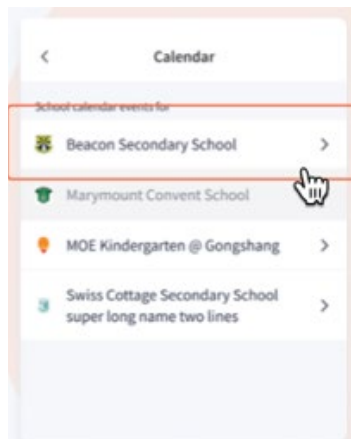 Calendar
School calendar events for
Beacon Secondary School
Marymount Convent School
MOE Kindergarten @ Gongshang
Swiss Cottage Secondary School
super long name two lines